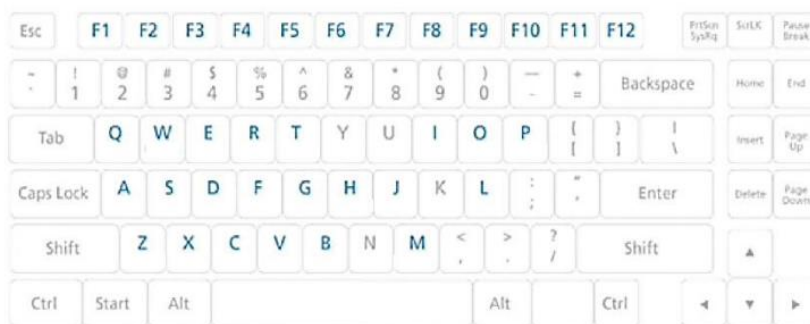 Esc F1 F2 F3 F4 F5 F6 F7 F8 F9 F10 F11 F12 PrtScn ScrLK Pause
SysRq Break
~ ! @ # $ % ^ & * ( ) — + Backspace Home End
` 1 2 3 4 5 6 7 8 9 0 - =
Tab Q W E R T Y U I O P { } | Insert Page
[ ] \ Up
Caps Lock A S D F G H J K L : " Enter Delete Page
; ' Down
Shift Z X C V B N M < > ? Shift ▲
, . /
Ctrl Start Alt Alt Ctrl ◄ ▼ ►